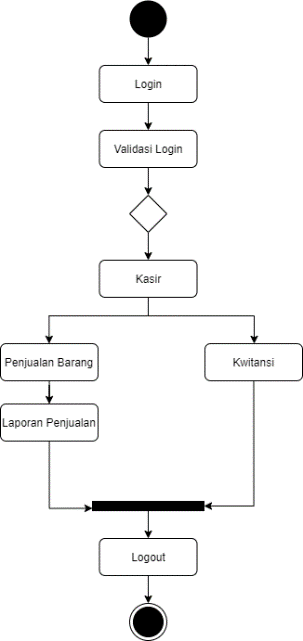 Login
Validasi Login
Kasir
Penjualan Barang
Kwitansi
Laporan Penjualan
Logout